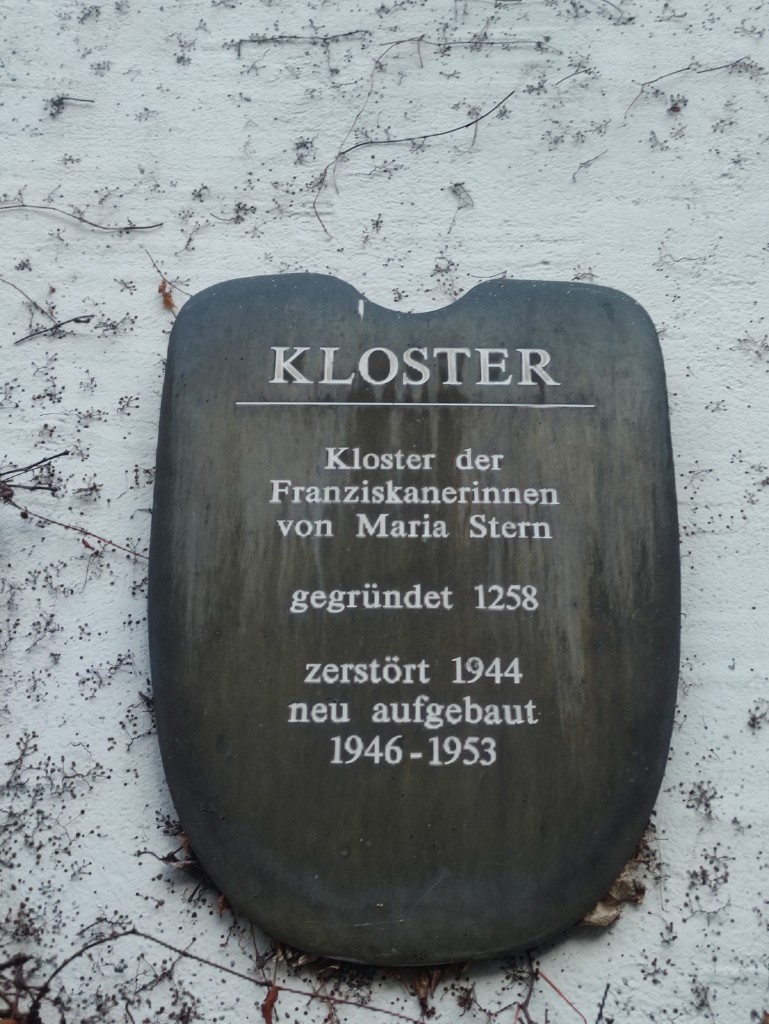 KLOSTER
Kloster der
Franziskanerinnen
von Maria Stern
gegründet 1258
zerstört 1944
neu aufgebaut
1946-1953